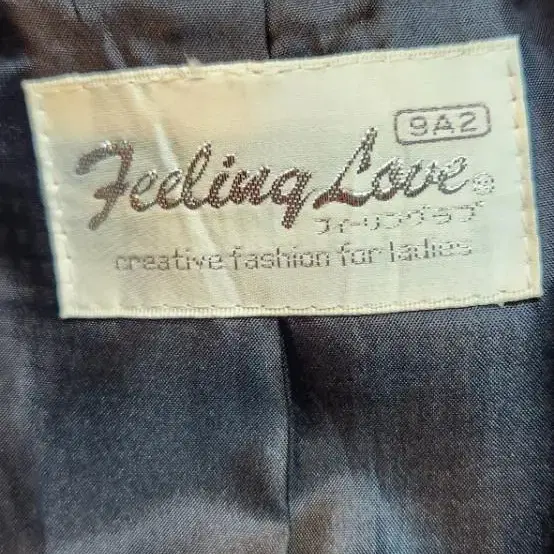 9A2
Feeling Love®
フィーリングラブ
creative fashion for ladies